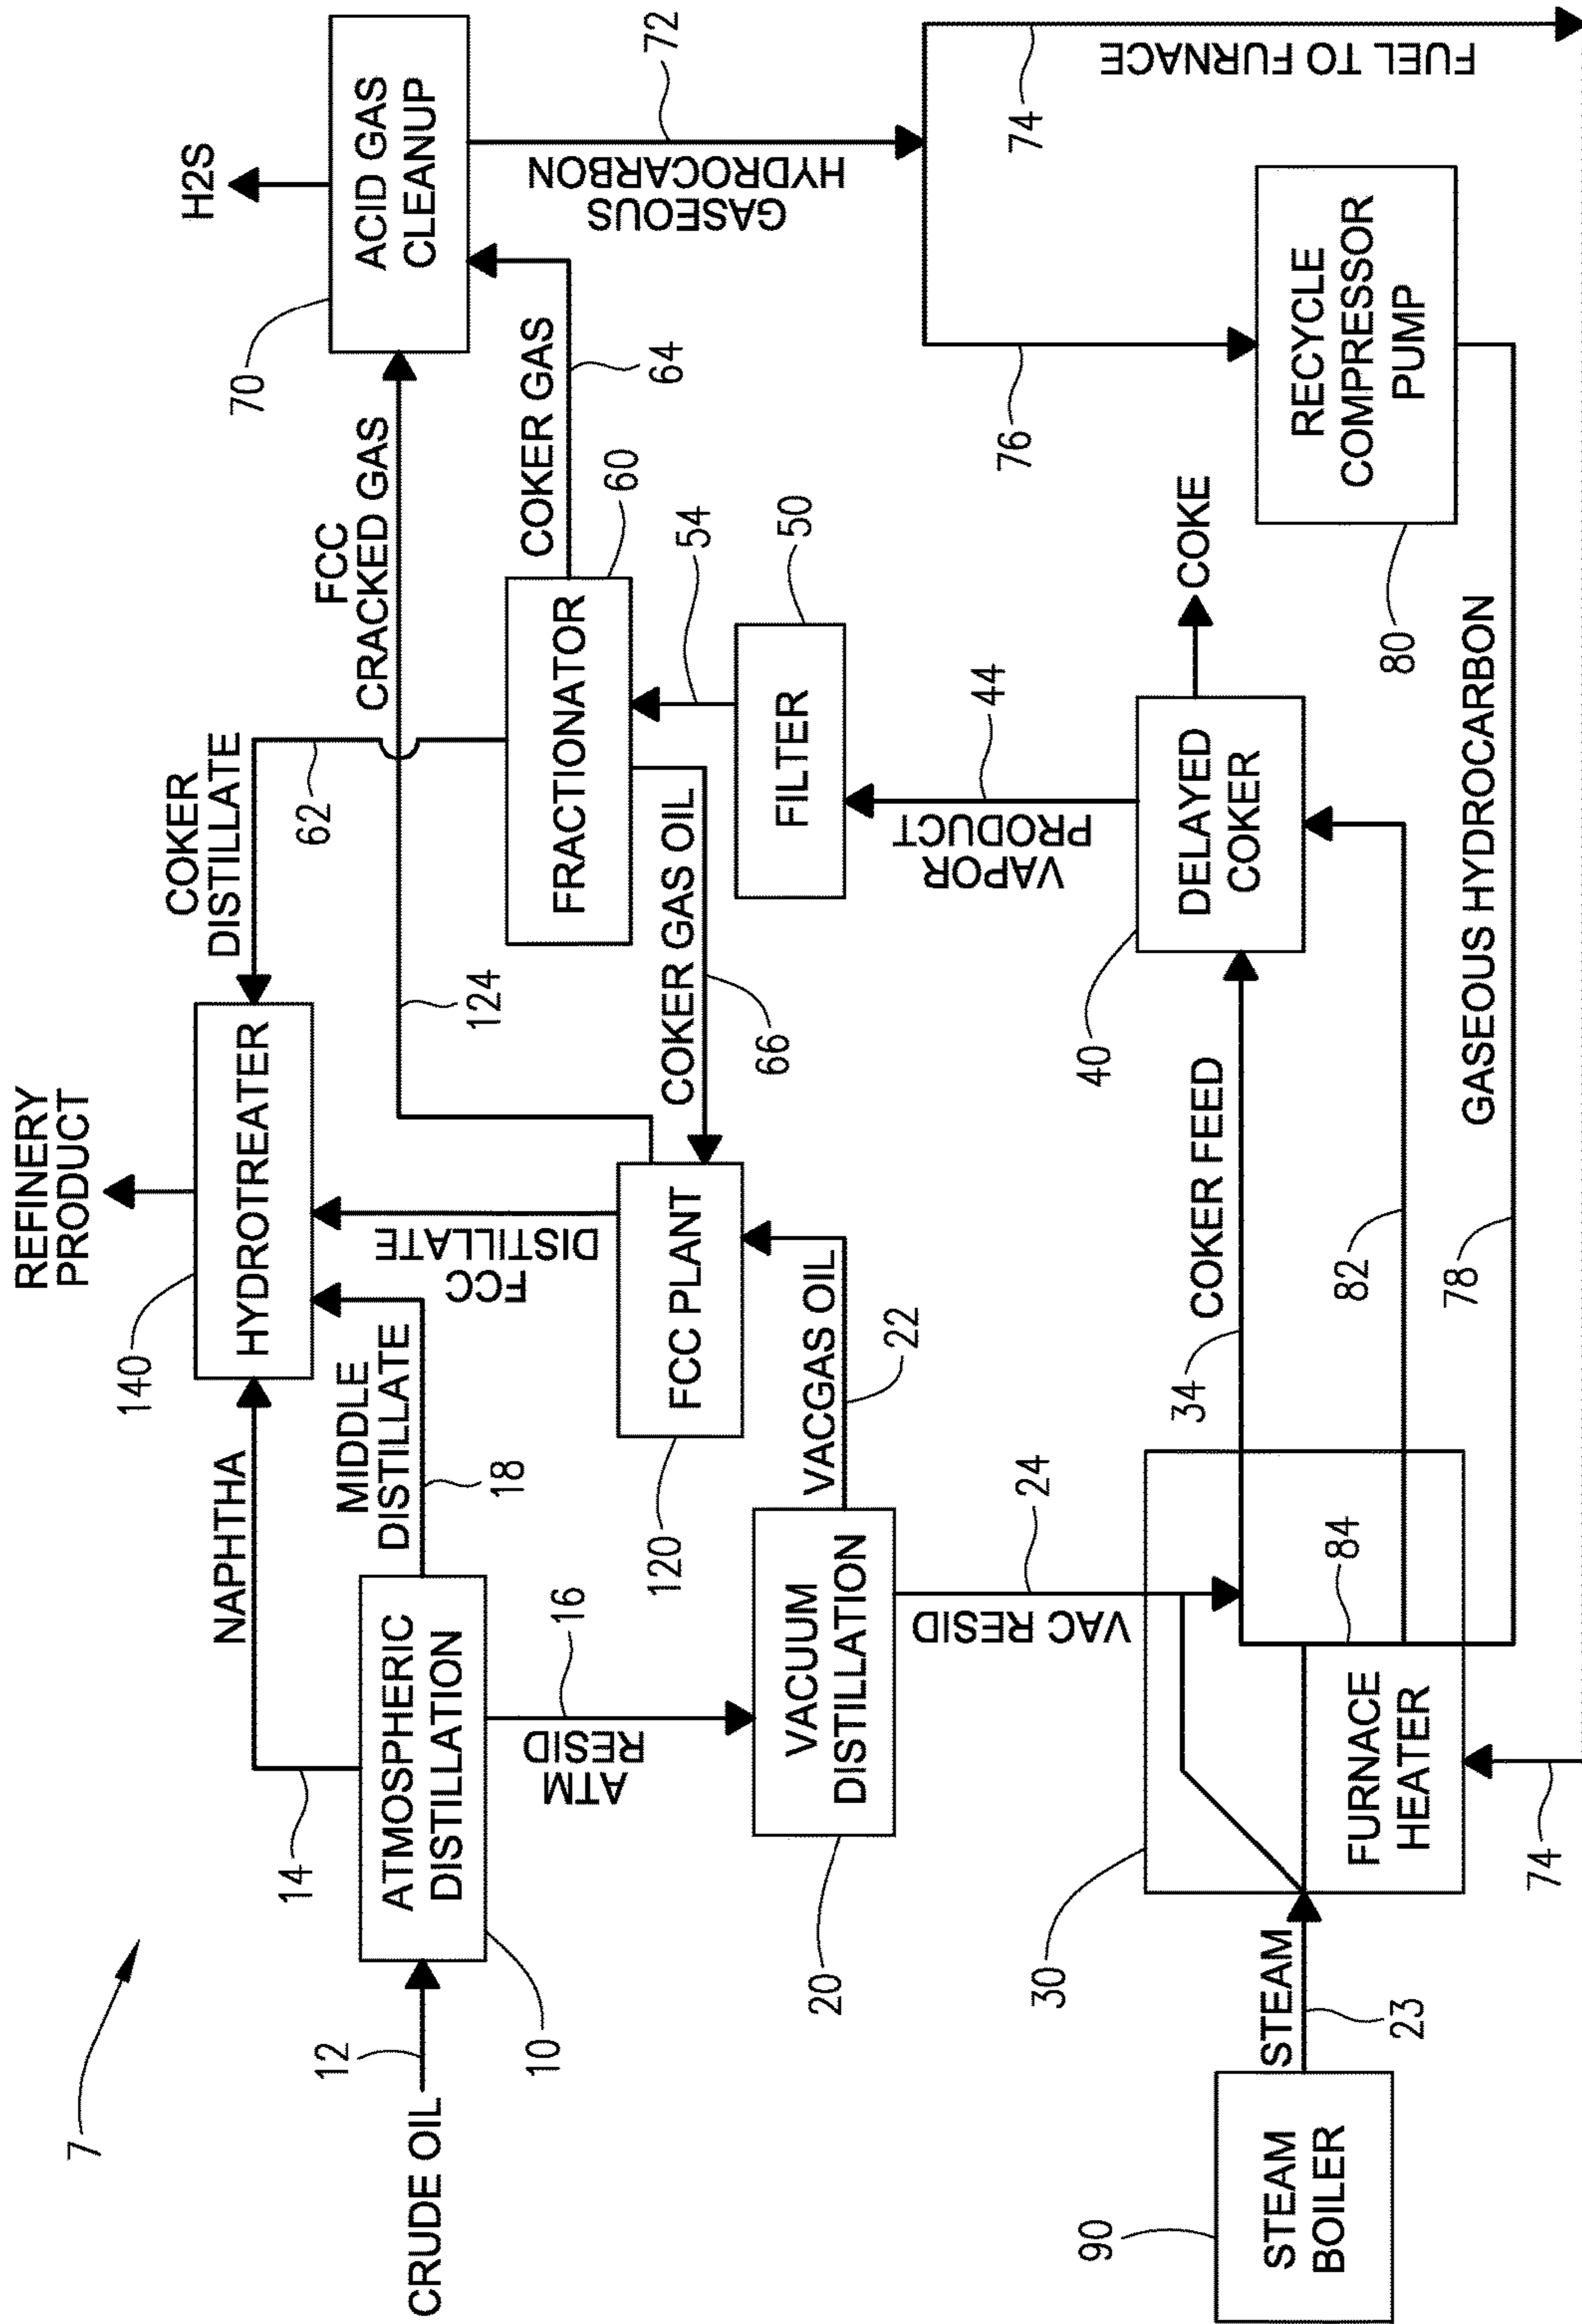 7
CRUDE OIL
12
10
ATMOSPHERIC
DISTILLATION
14
NAPHTHA
MIDDLE
DISTILLATE
18
16
ATM
RESID
140
HYDROTREATER
REFINERY
PRODUCT
COKER
DISTILLATE
62
FCC
DISTILLATE
124
FCC
CRACKED GAS
70
ACID GAS
CLEANUP
H2S
72
GASEOUS
HYDROCARBON
20
VACUUM
DISTILLATION
VACGAS OIL
22
120
FCC PLANT
COKER GAS OIL
66
FRACTIONATOR
60
COKER GAS
64
54
FILTER
50
VAPOR
PRODUCT
44
VAC RESID
24
90
STEAM
BOILER
STEAM
23
30
FURNACE
HEATER
84
74
34
COKER FEED
82
78
GASEOUS HYDROCARBON
40
DELAYED
COKER
COKE
76
80
RECYCLE
COMPRESSOR
PUMP
74
FUEL TO FURNACE